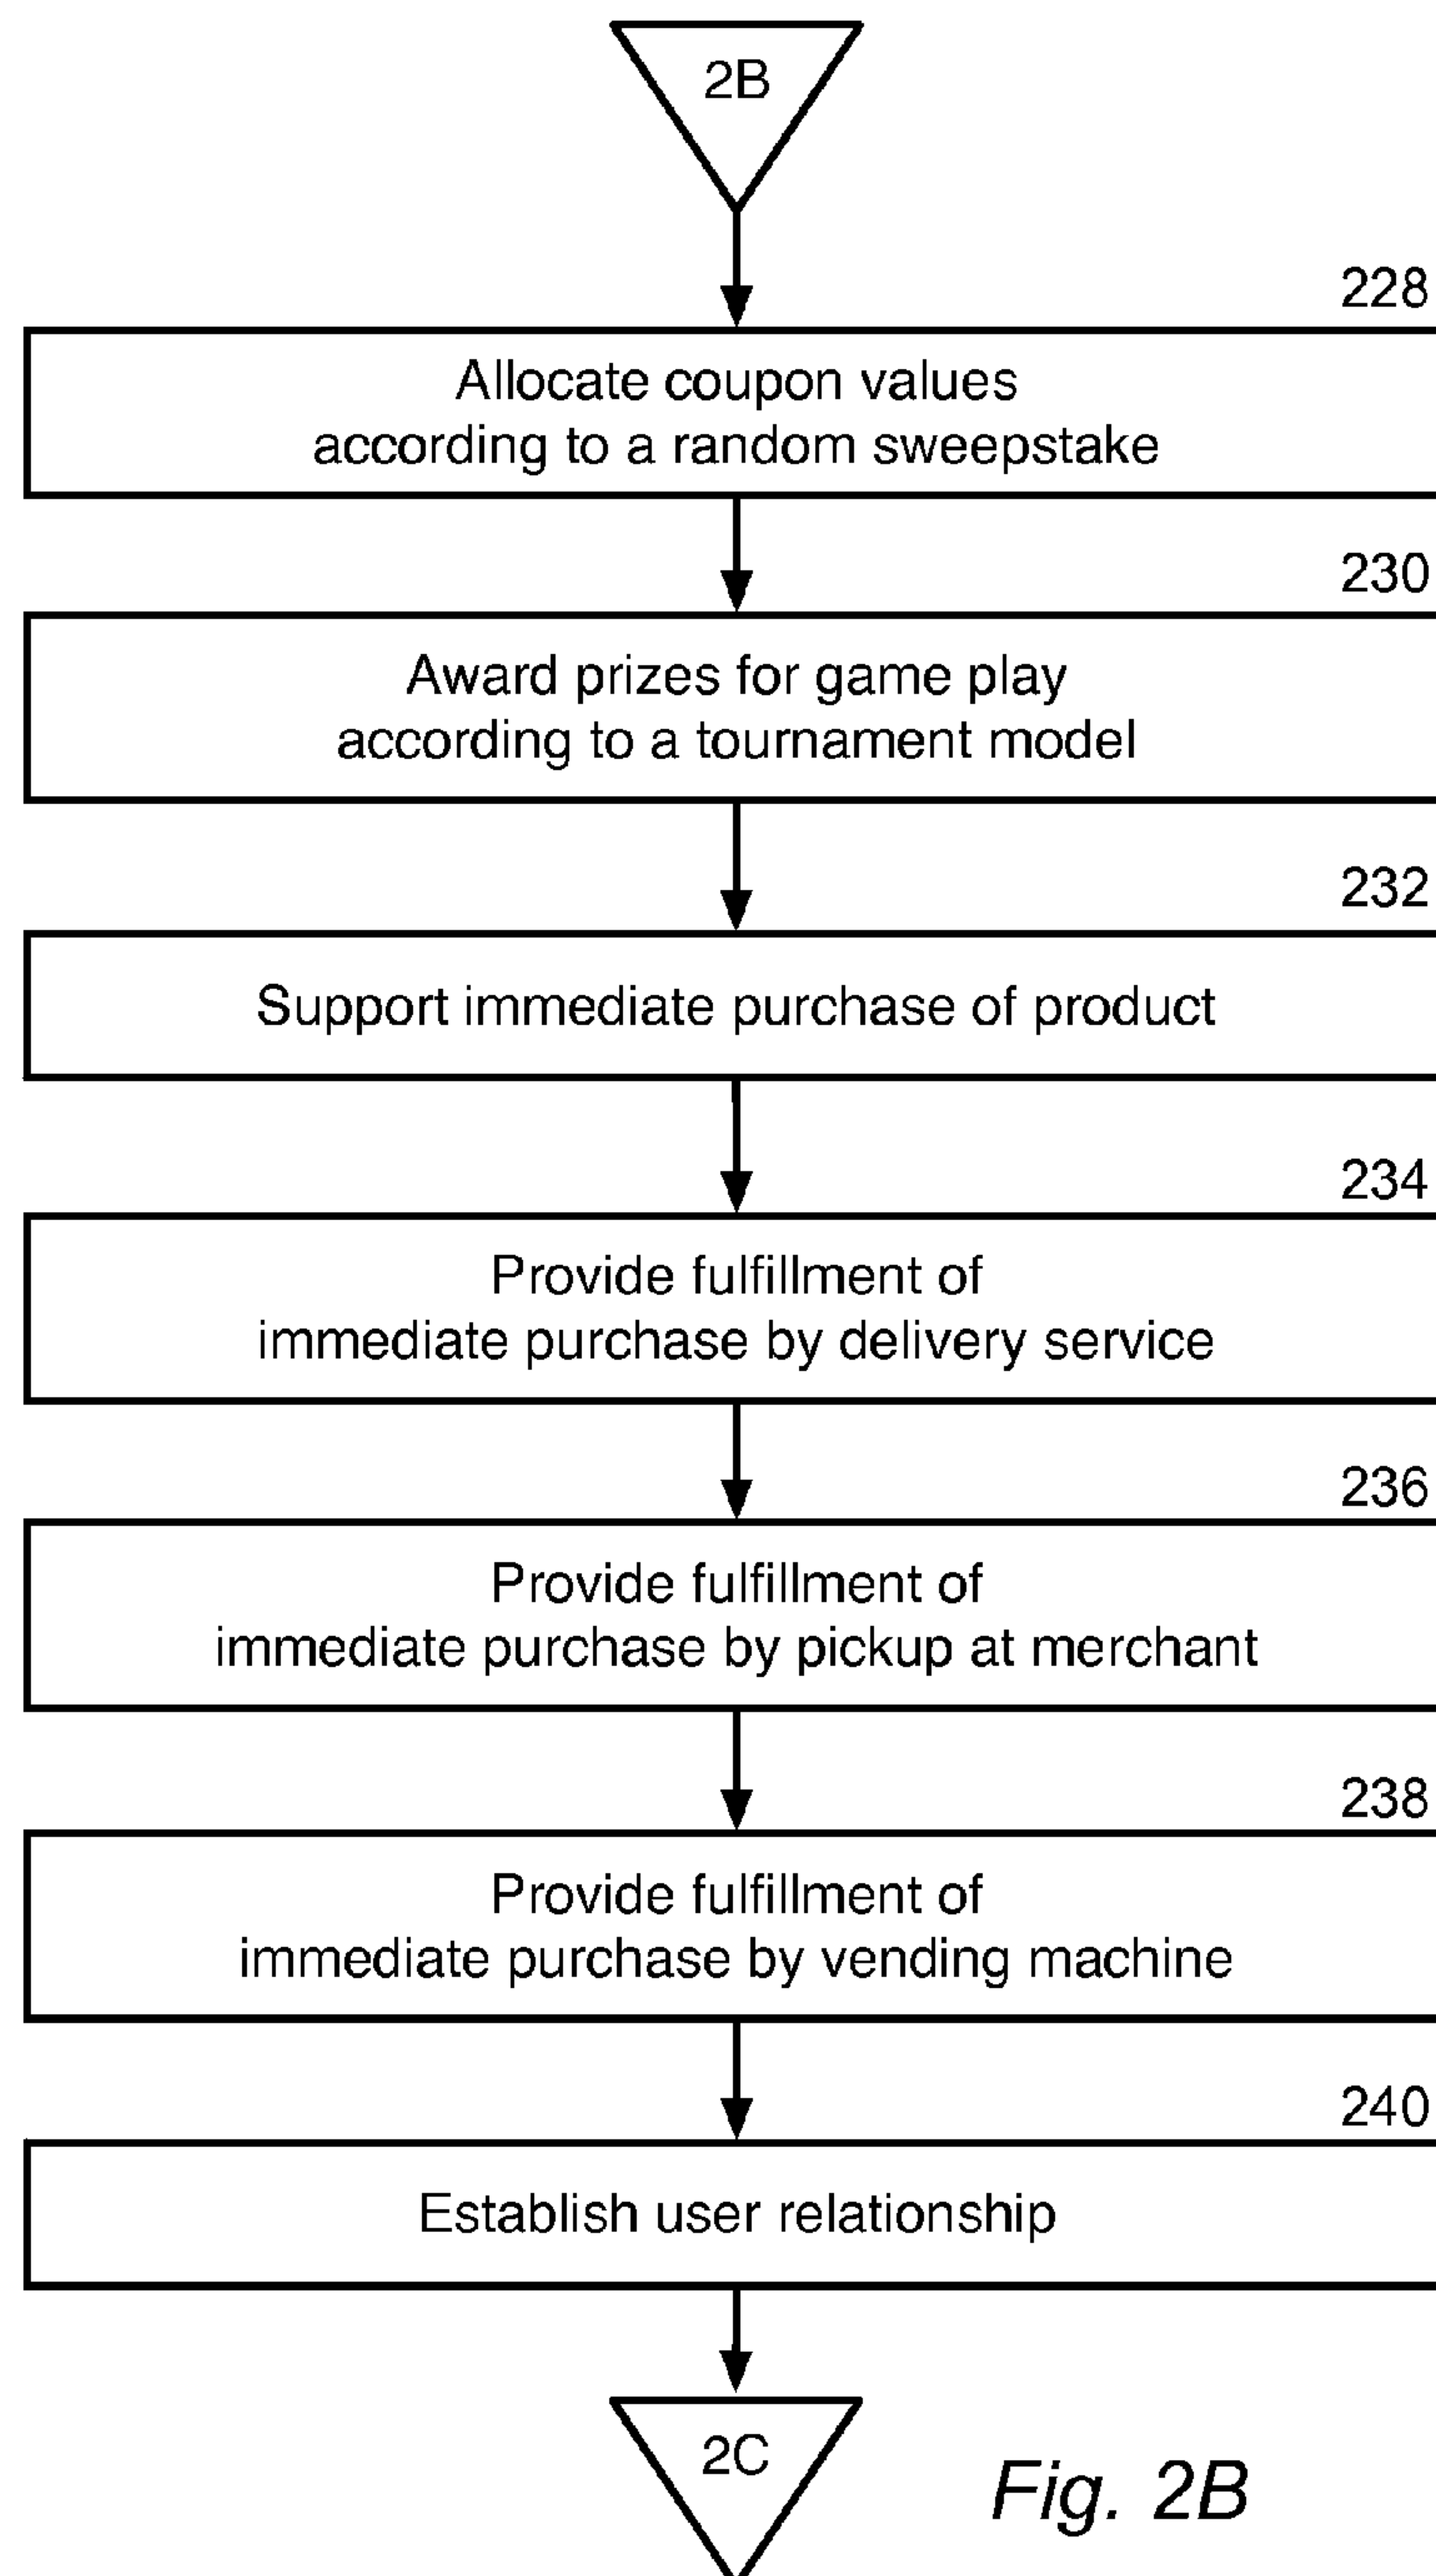 2B
228
Allocate coupon values
according to a random sweepstake
230
Award prizes for game play
according to a tournament model
232
Support immediate purchase of product
234
Provide fulfillment of
immediate purchase by delivery service
236
Provide fulfillment of
immediate purchase by pickup at merchant
238
Provide fulfillment of
immediate purchase by vending machine
240
Establish user relationship
2C
Fig. 2B